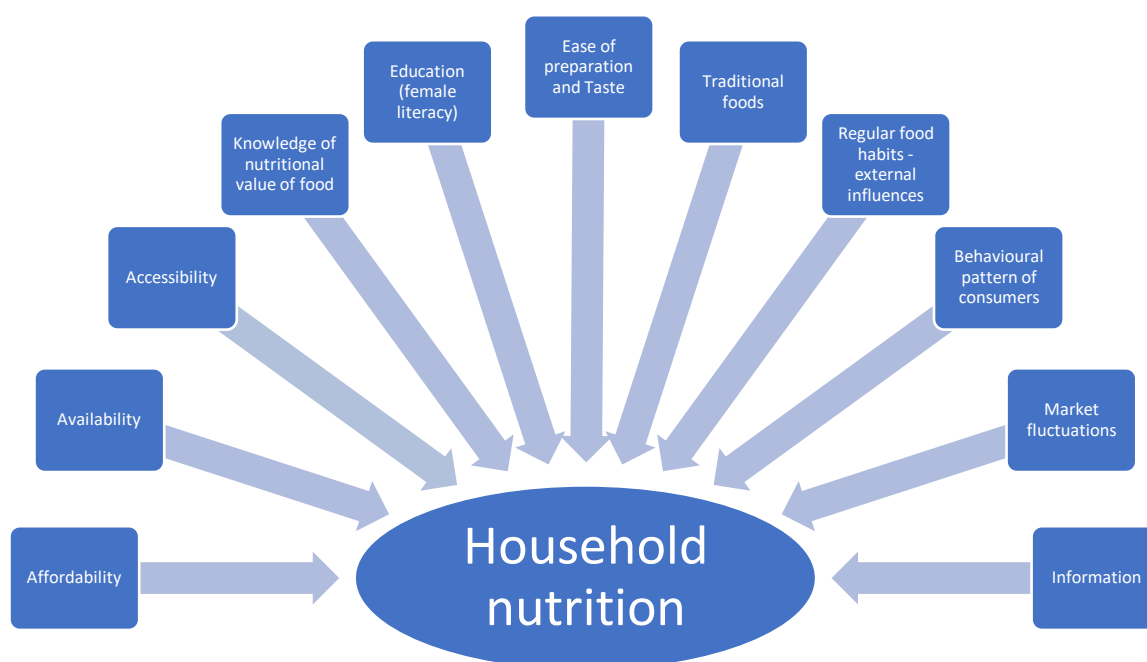 Ease of
preparation
and Taste
Education
(female
literacy)
Traditional
foods
Knowledge of
nutritional
value of food
Regular food
habits -
external
influences
Accessibility
Behavioural
pattern of
consumers
Availability
Market
fluctuations
Affordability
Household
nutrition
Information